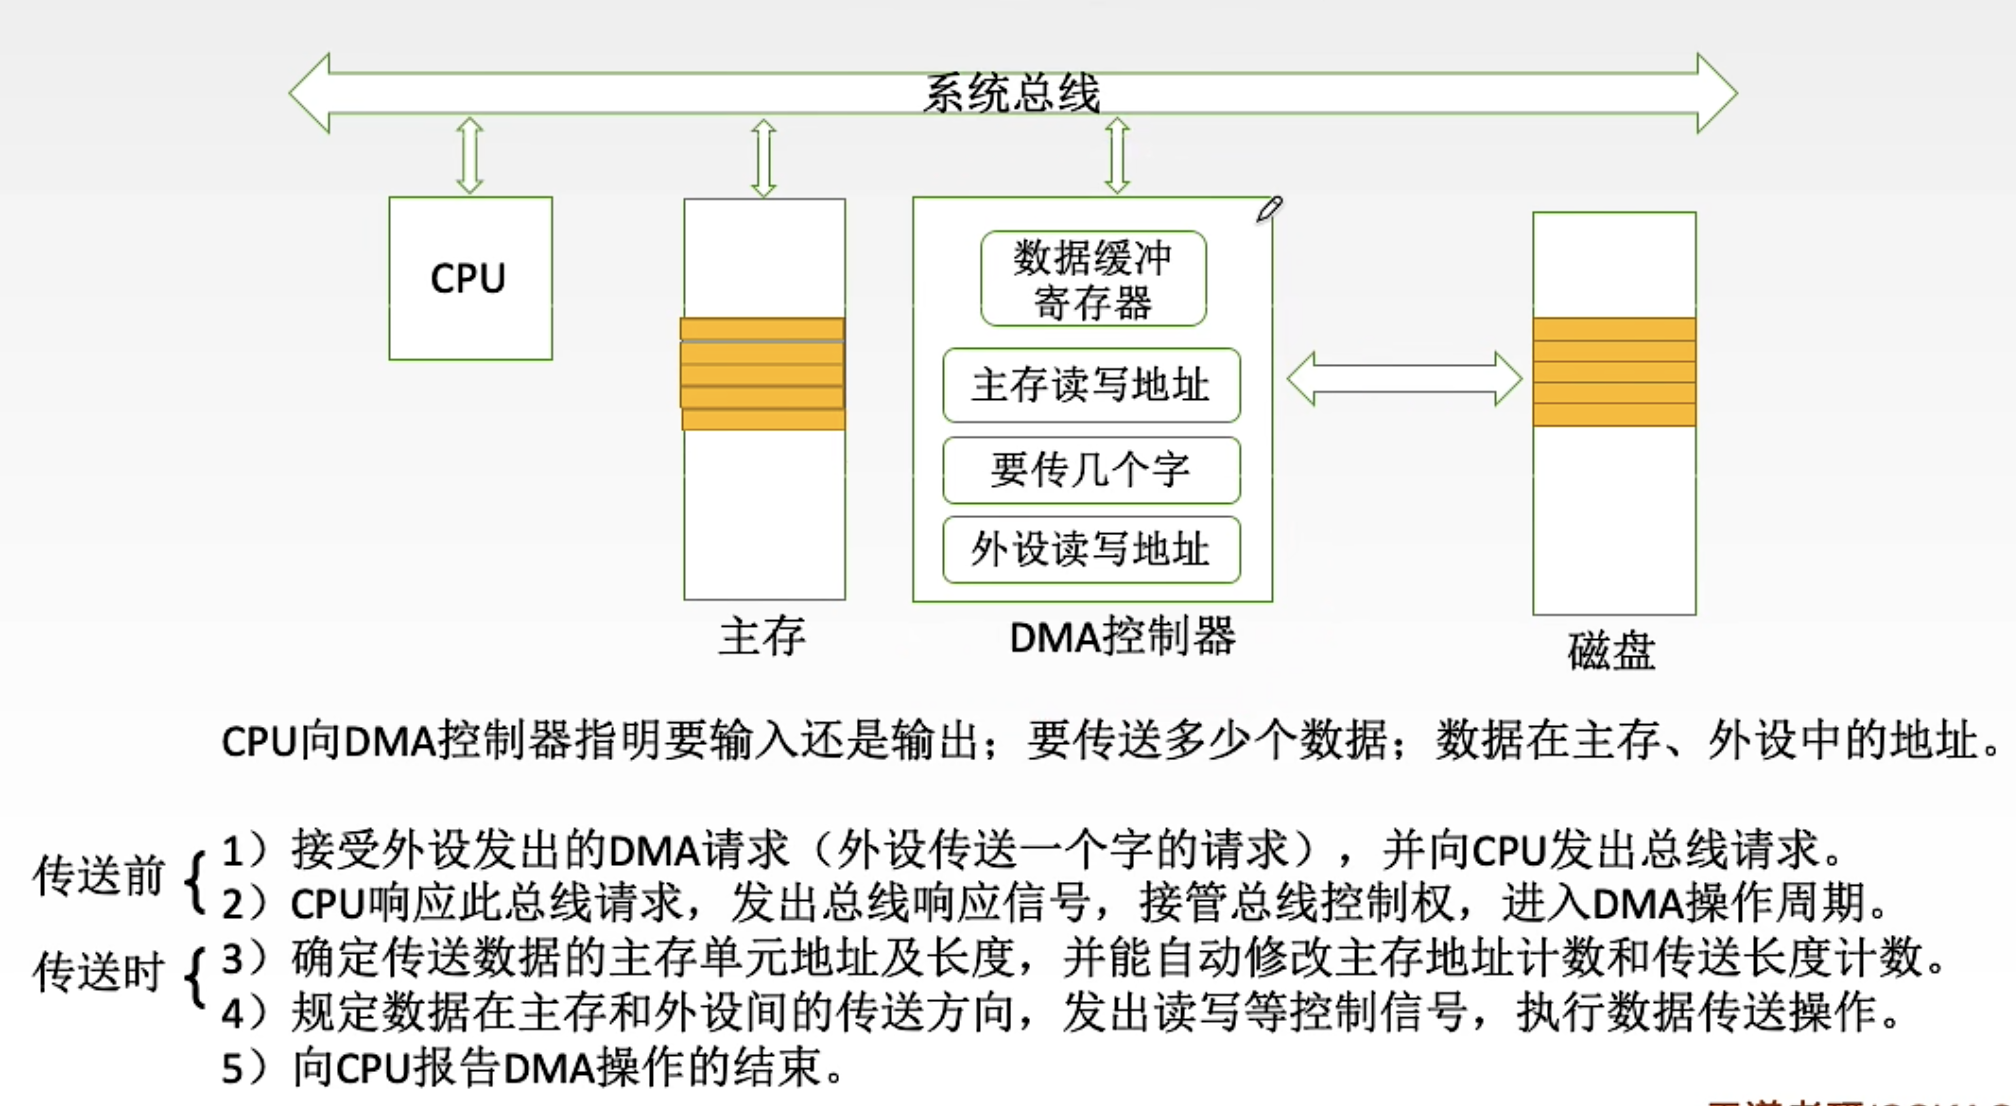 系统总线
CPU
数据缓冲
寄存器
主存读写地址
要传几个字
外设读写地址
主存
DMA控制器
磁盘
CPU向DMA控制器指明要输入还是输出；要传送多少个数据；数据在主存、外设中的地址。
传送前
1）接受外设发出的DMA请求（外设传送一个字的请求），并向CPU发出总线请求。
2）CPU响应此总线请求，发出总线响应信号，接管总线控制权，进入DMA操作周期。
传送时
3）确定传送数据的主存单元地址及长度，并能自动修改主存地址计数和传送长度计数。
4）规定数据在主存和外设间的传送方向，发出读写等控制信号，执行数据传送操作。
5）向CPU报告DMA操作的结束。